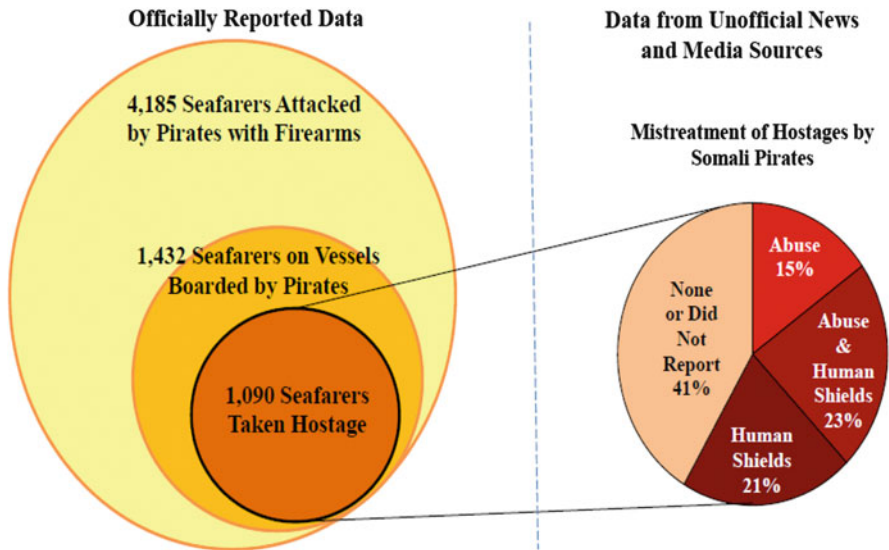 Officially Reported Data
4,185 Seafarers Attacked
by Pirates with Firearms
1,432 Seafarers on Vessels
Boarded by Pirates
1,090 Seafarers
Taken Hostage
Data from Unofficial News
and Media Sources
Mistreatment of Hostages by
Somali Pirates
Abuse
15%
Abuse
&
Human
Shields
23%
Human
Shields
21%
None
or Did
Not
Report
41%